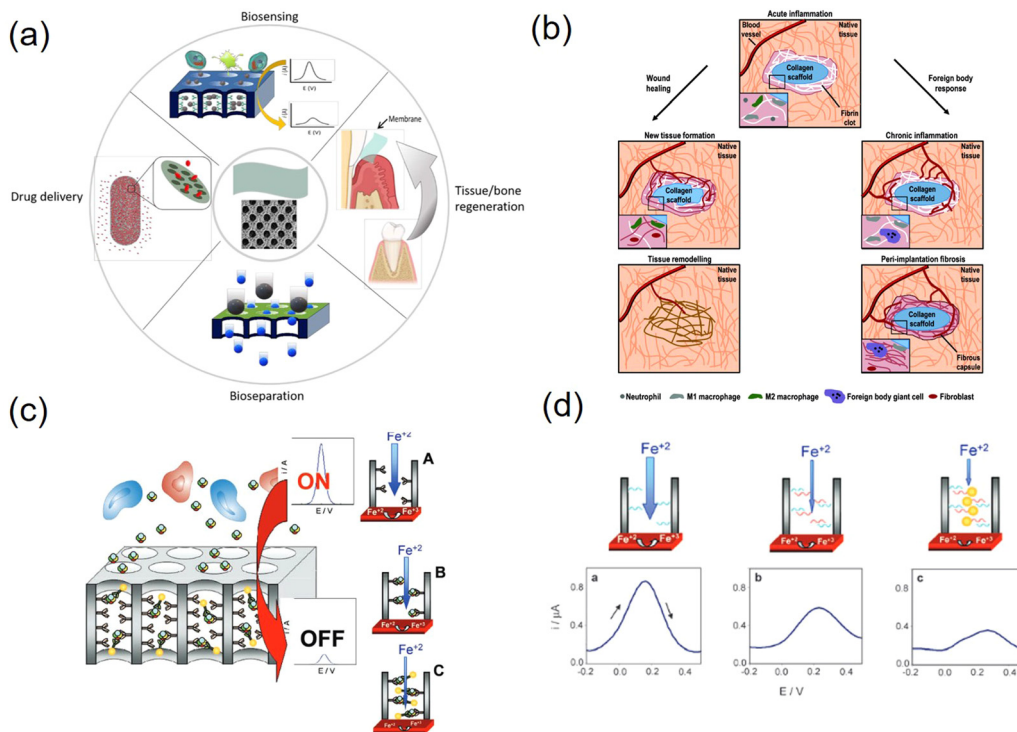 (a)
Biosensing
i (A)
E (V)
i (A)
E (V)
Membrane
Drug delivery
Tissue/bone
regeneration
Bioseparation
(b)
Acute inflammation
Blood
vessel
Native
tissue
Collagen
scaffold
Fibrin
clot
Wound
healing
Foreign body
response
New tissue formation
Native
tissue
Collagen
scaffold
Chronic inflammation
Native
tissue
Collagen
scaffold
Tissue remodelling
Native
tissue
Peri-implantation fibrosis
Native
tissue
Collagen
scaffold
Fibrous
capsule
Neutrophil
M1 macrophage
M2 macrophage
Foreign body giant cell
Fibroblast
(c)
i / A
ON
E / V
Fe+2
A
Fe+2 Fe+3
i / A
OFF
E / V
Fe+2
B
Fe+2 Fe+3
Fe+2
C
Fe+2 Fe+3
(d)
Fe+2
Fe+2 Fe+3
Fe+2
Fe+2 Fe+3
Fe+2
Fe+2 Fe+3
a
i / µA
0.8
0.4
0.0
-0.2 0.0 0.2 0.4
b
0.8
0.4
0.0
-0.2 0.0 0.2 0.4
c
0.8
0.4
0.0
-0.2 0.0 0.2 0.4
E / V